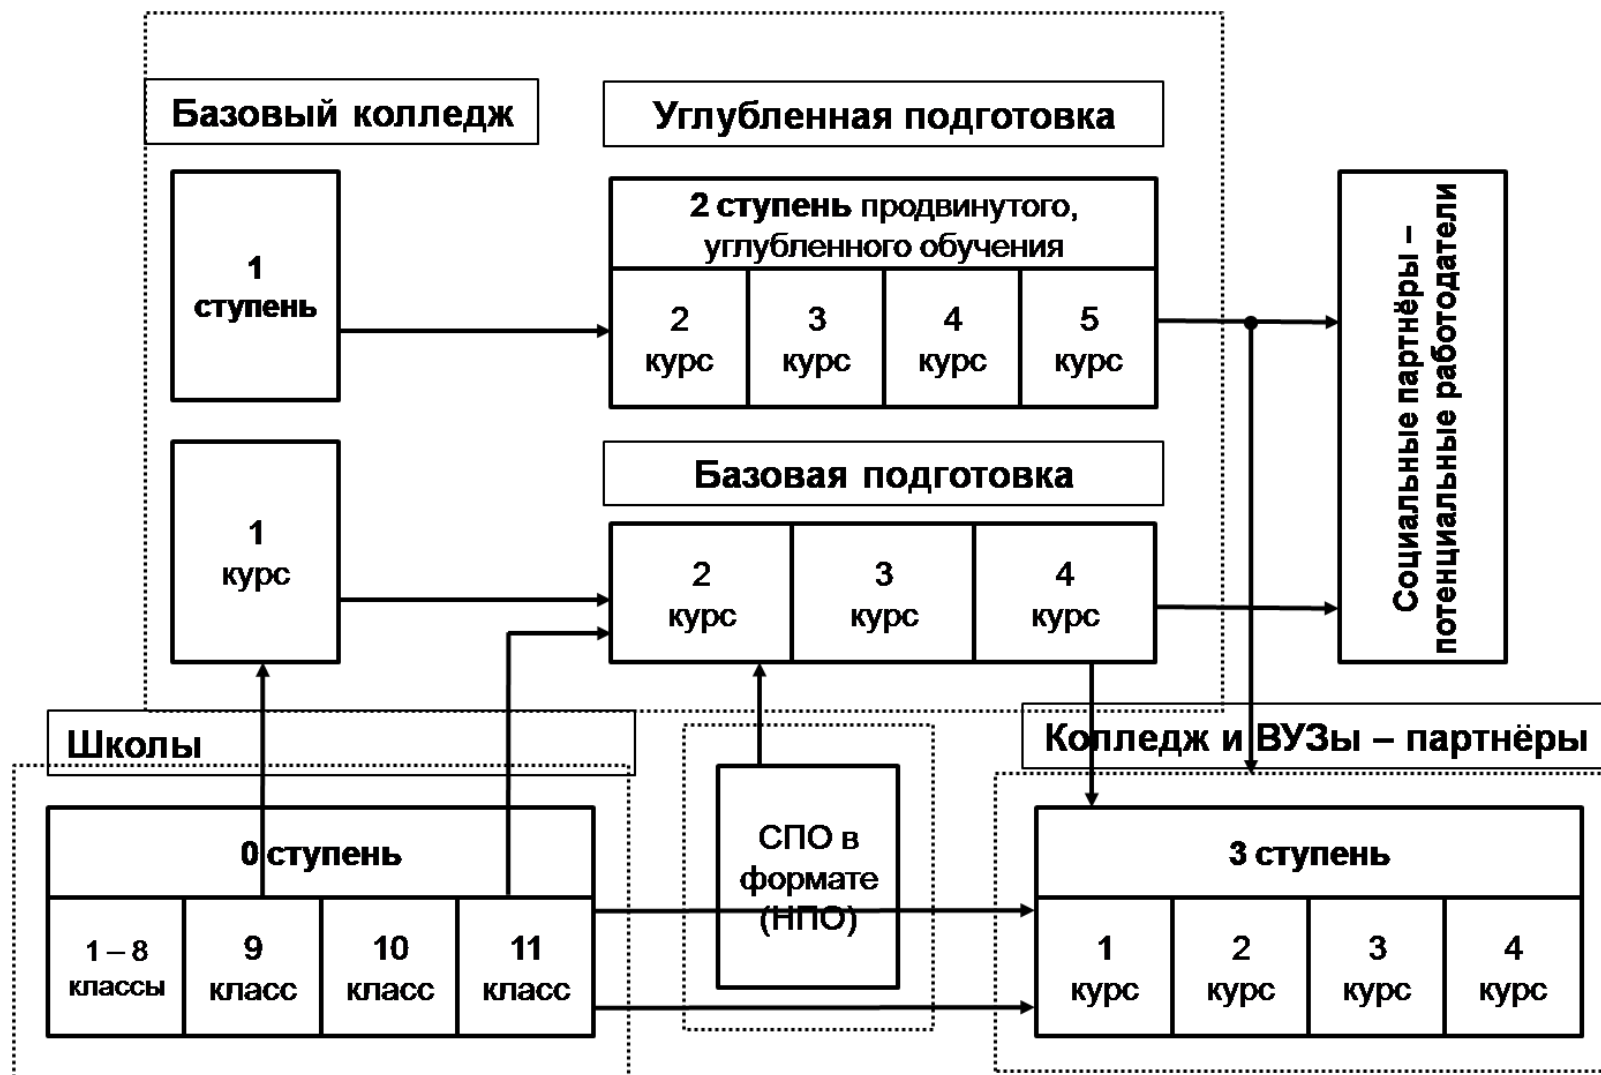 Базовый колледж
Углубленная подготовка
1
ступень
2 ступень продвинутого,
углубленного обучения
2
курс
3
курс
4
курс
5
курс
Социальные партнёры –
потенциальные работодатели
Базовая подготовка
1
курс
2
курс
3
курс
4
курс
Школы
Колледж и ВУЗы – партнёры
0 ступень
1 – 8
классы
9
класс
10
класс
11
класс
СПО в
формате
(НПО)
3 ступень
1
курс
2
курс
3
курс
4
курс